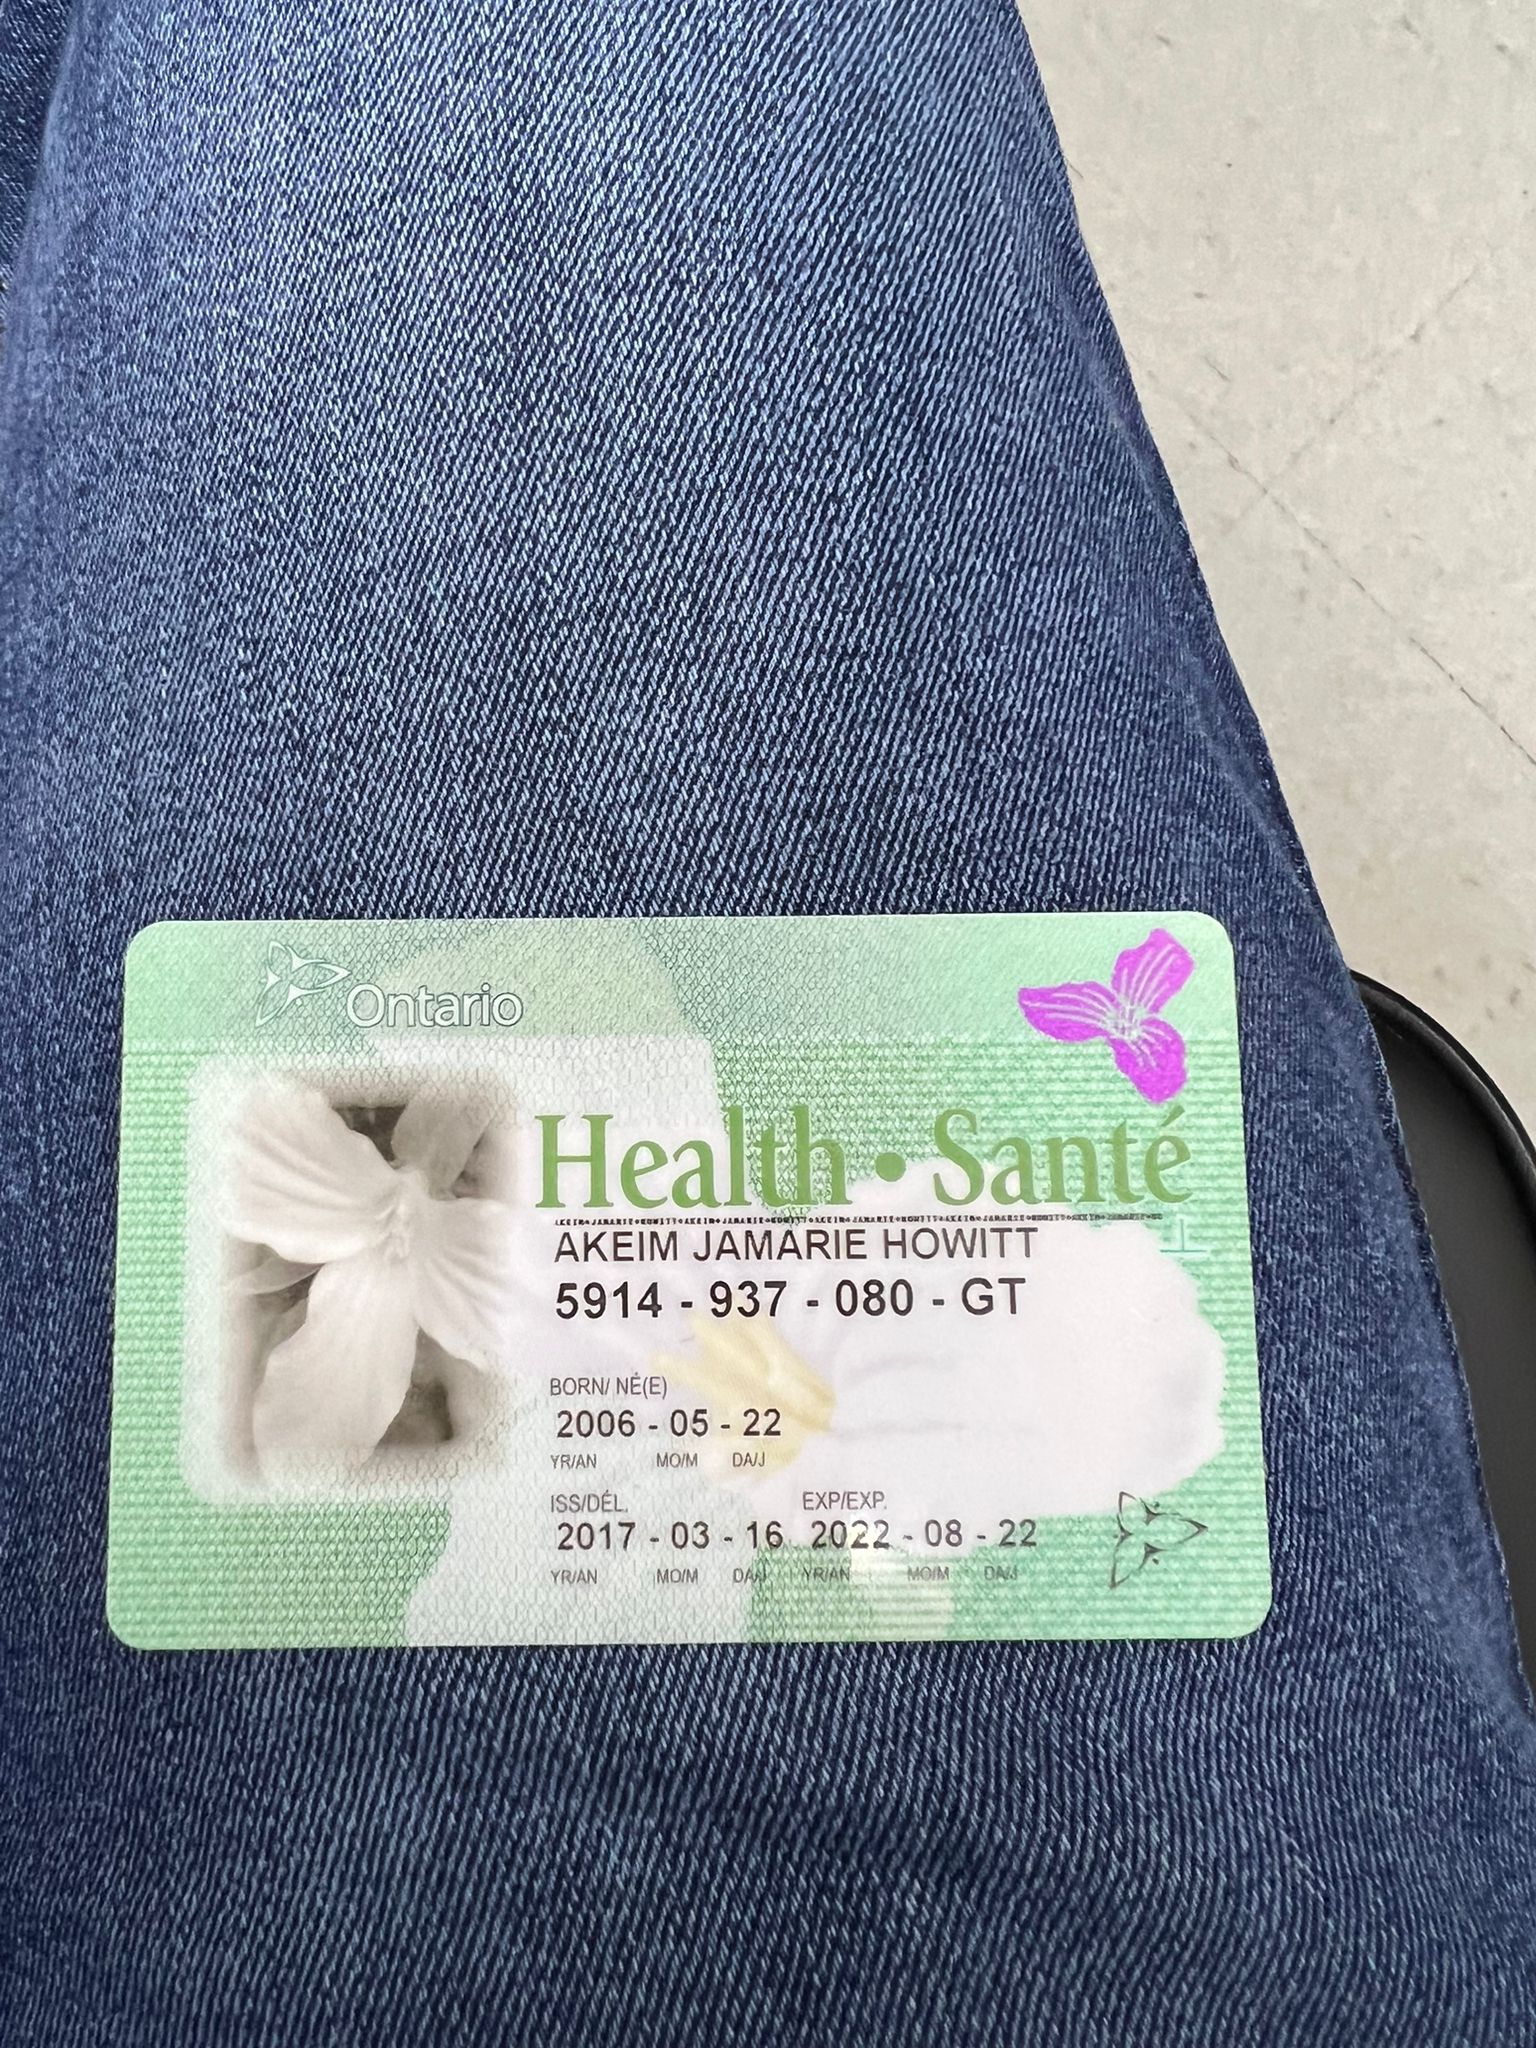 Ontario
Health • Santé
AKEIM JAMARIE HOWITT
5914 - 937 - 080 - GT
BORN/ NÉ(E)
2006 - 05 - 22
YR/AN MO/M DA/J
ISS/DÉL. EXP/EXP.
2017 - 03 - 16 2022 - 08 - 22
YR/AN MO/M DA/J YR/AN MO/M DA/J